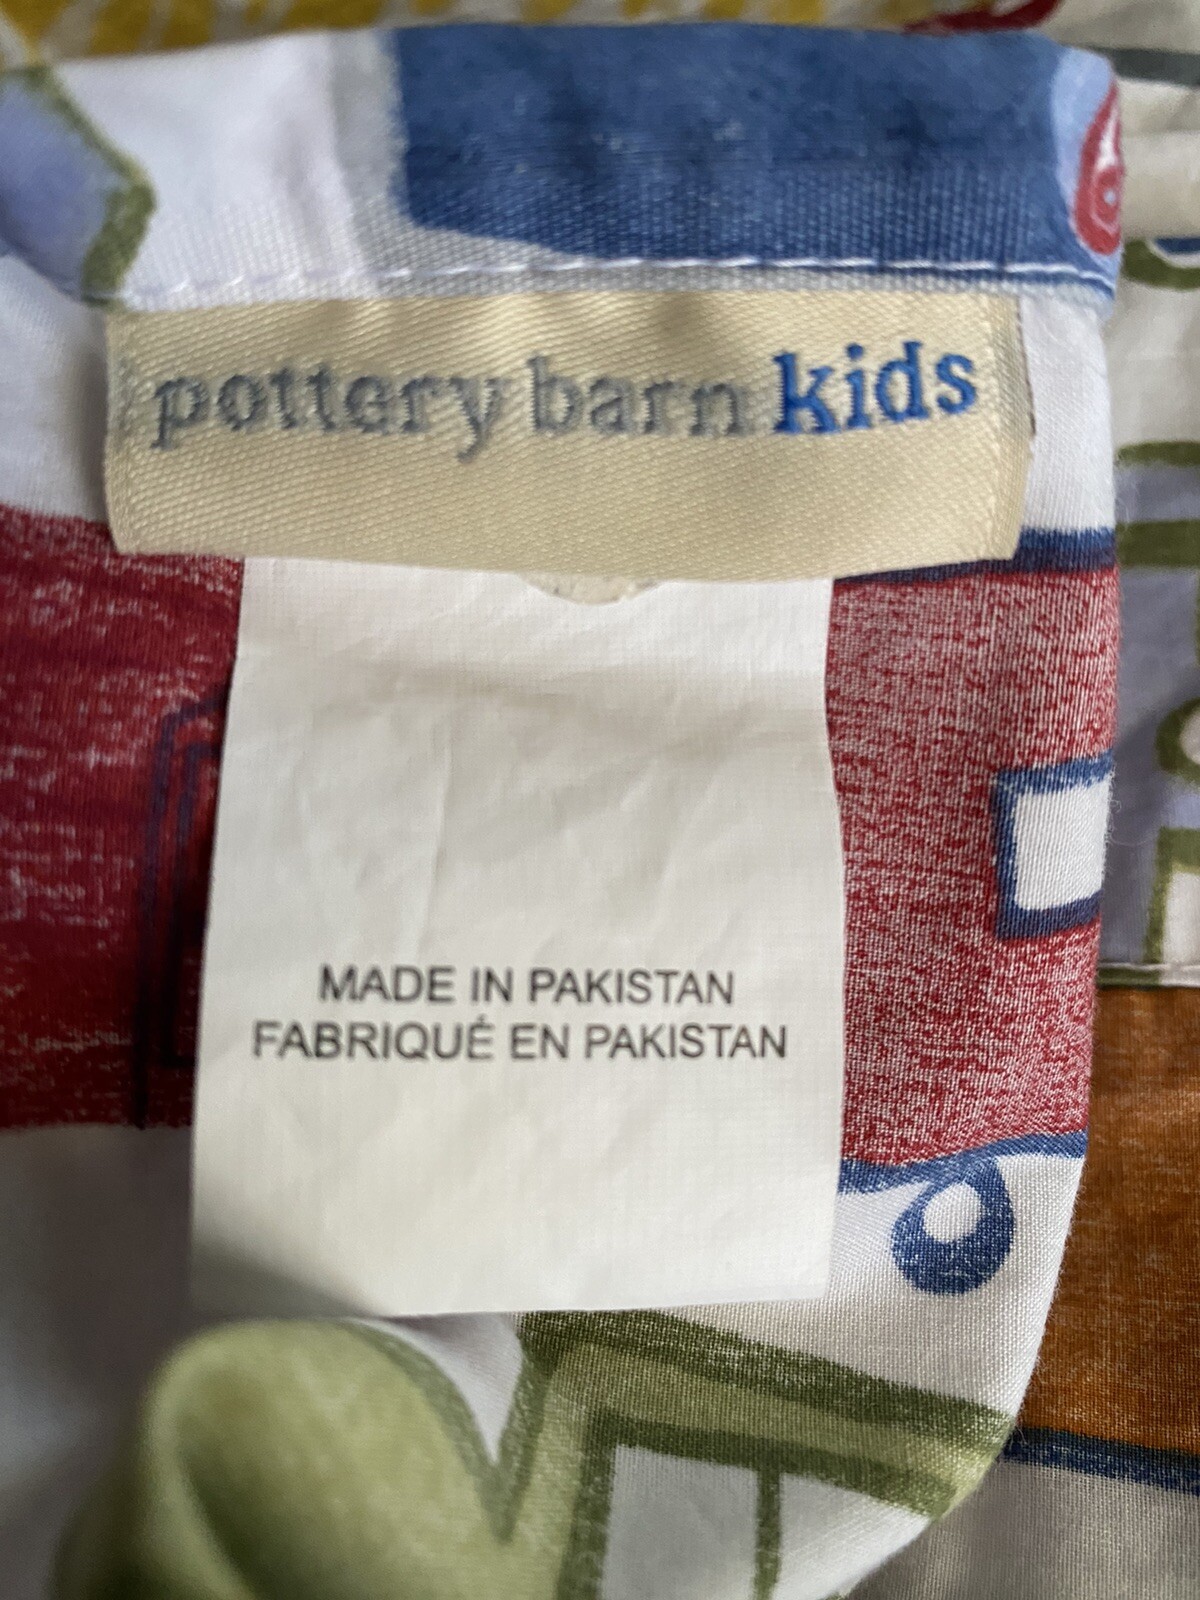 pottery barn kids
MADE IN PAKISTAN
FABRIQUÉ EN PAKISTAN